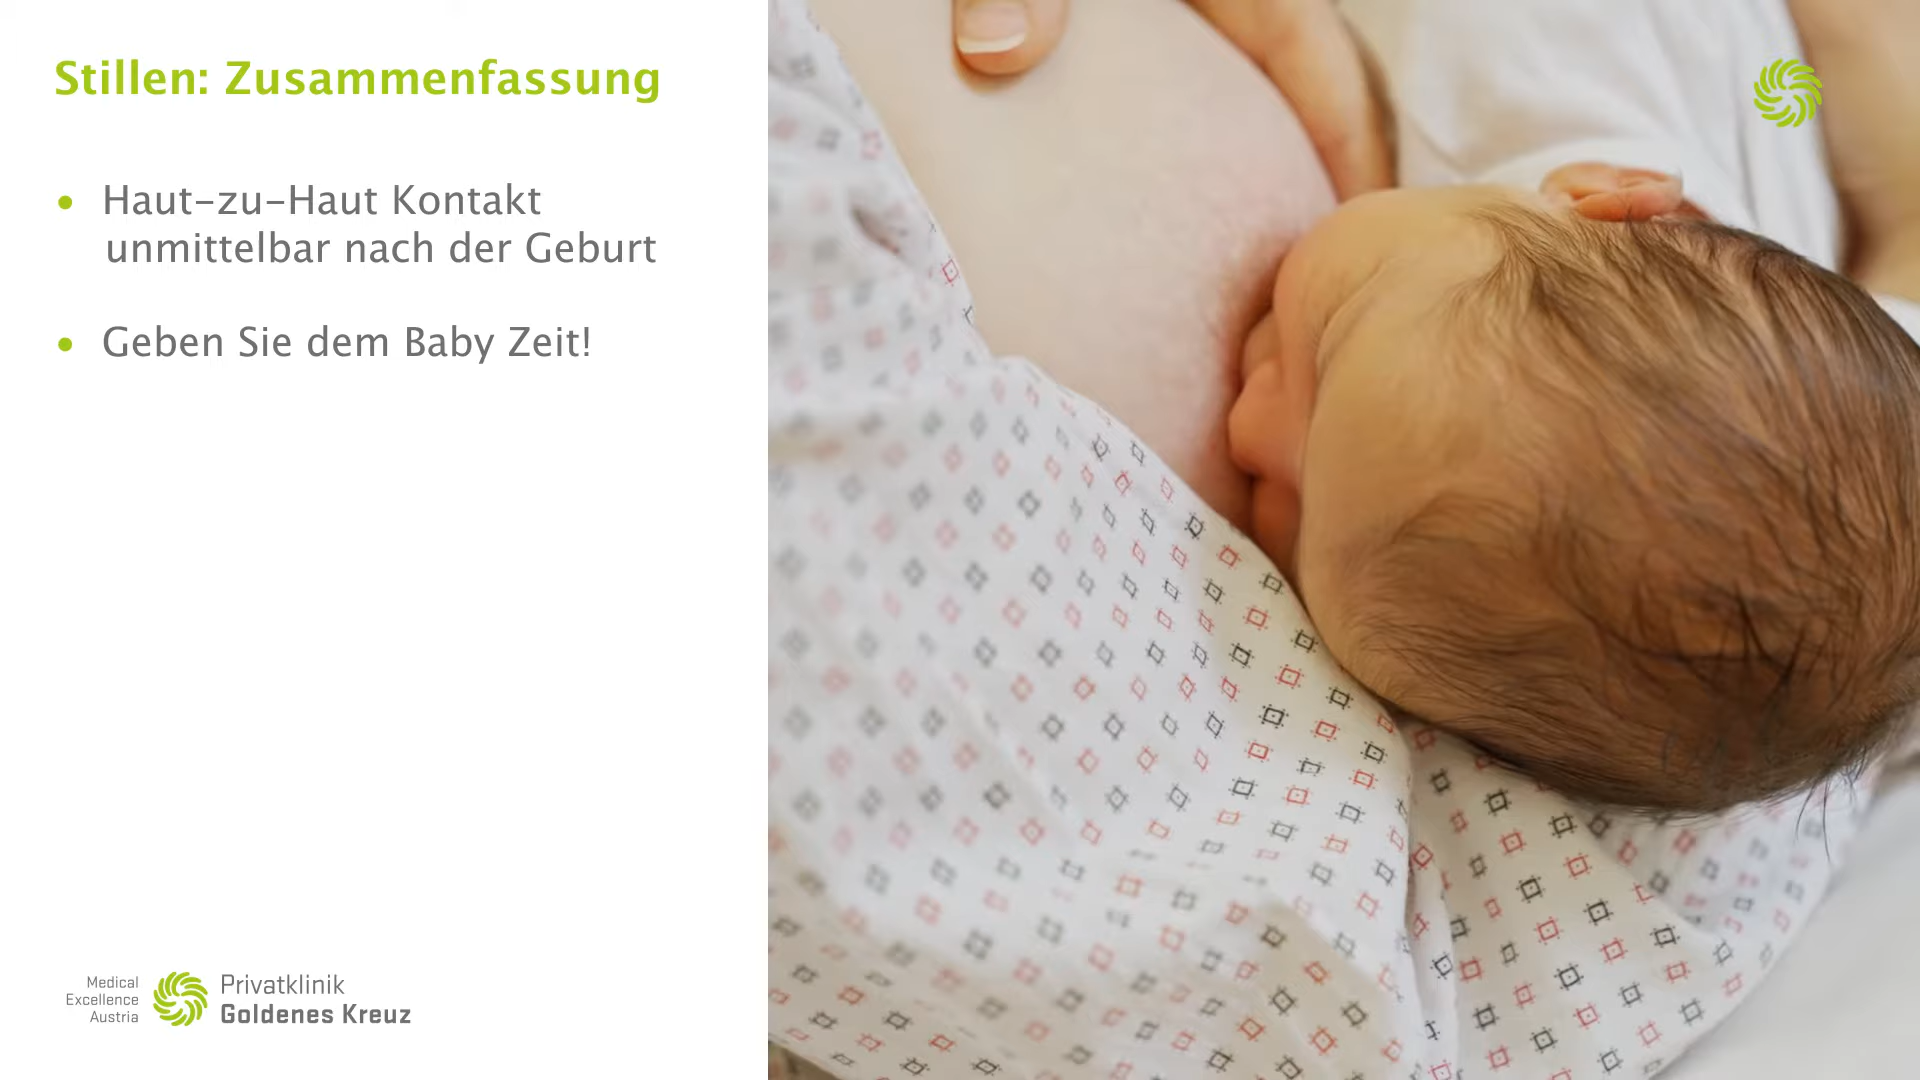 Stillen: Zusammenfassung
• Haut-zu-Haut Kontakt
unmittelbar nach der Geburt
• Geben Sie dem Baby Zeit!
Medical
Excellence
Austria
Privatklinik
Goldenes Kreuz